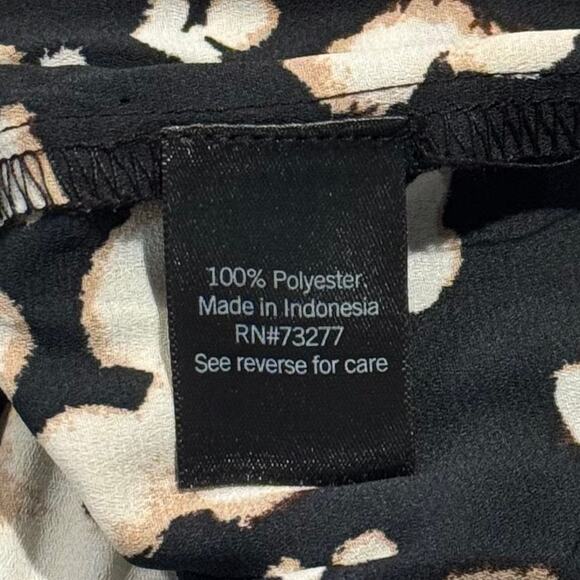 100% Polyester.
Made in Indonesia
RN#73277
See reverse for care